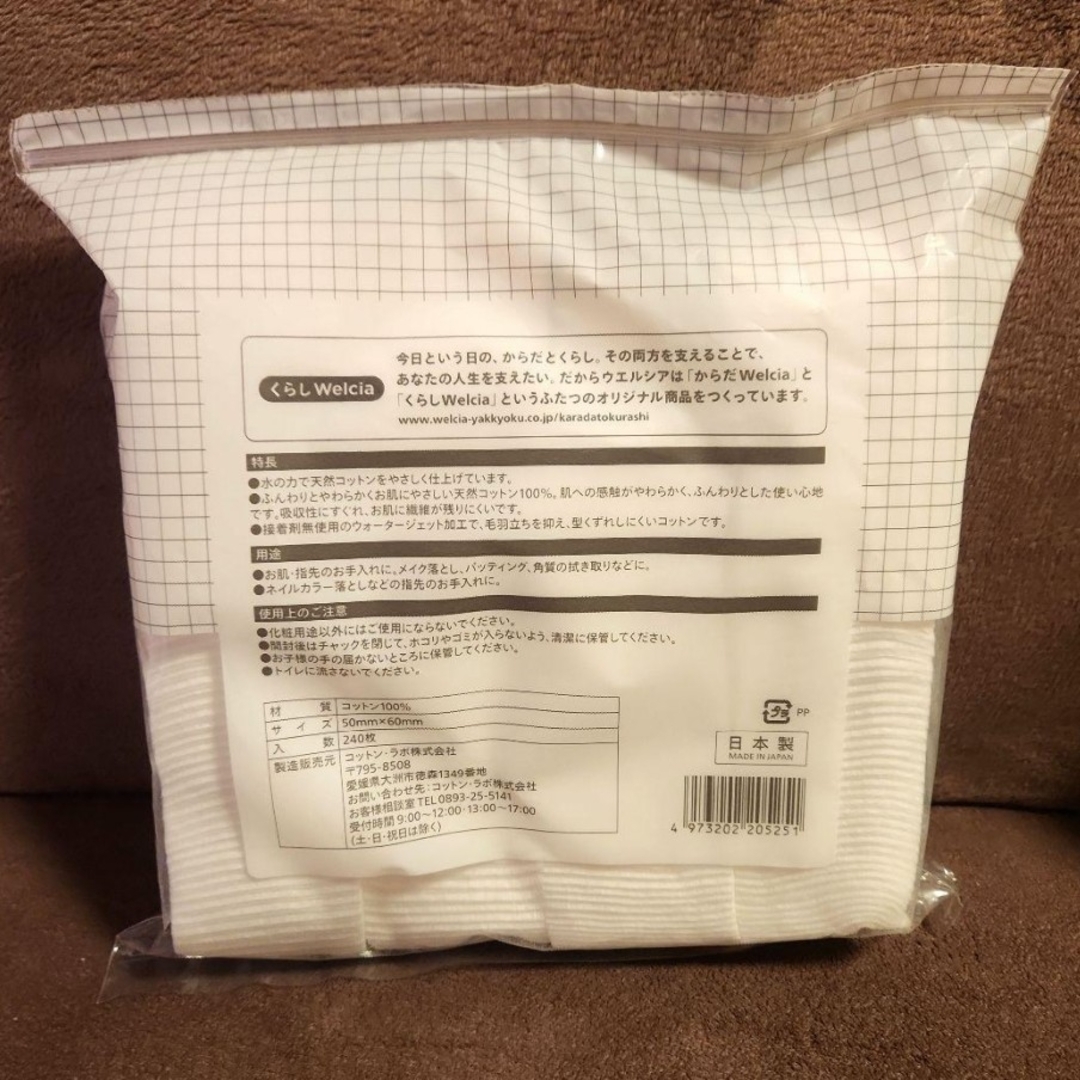 くらしWelcia
今日という日の、からだとくらし。その両方を支えることで、
あなたの人生を支えたい。だからウエルシアは「からだWelcia」と
「くらしWelcia」というふたつのオリジナル商品をつくっています。
www.welcia-yakkyoku.co.jp/karadatokurashi
特長
●水の力で天然コットンをやさしく仕上げています。
●ふんわりとやわらかくお肌にやさしい天然コットン100%。肌への感触がやわらかく、ふんわりとした使い心地
です。吸収性にすぐれ、お肌に繊維が残りにくいです。
●接着剤無使用のウォータージェット加工で、毛羽立ちを抑え、型くずれしにくいコットンです。
用途
●お肌・指先のお手入れに。メイク落とし、パッティング、角質の拭き取りなどに。
●ネイルカラー落としなどの指先のお手入れに。
使用上のご注意
●化粧用途以外にはご使用にならないでください。
●開封後はチャックを閉じて、ホコリやゴミが入らないよう、清潔に保管してください。
●お子様の手の届かないところに保管してください。
●トイレに流さないでください。
材質 コットン100%
サイズ 50mm×60mm
入数 240枚
製造販売元 コットン・ラボ株式会社
〒795-8508
愛媛県大洲市徳森1349番地
お問い合わせ先：コットン・ラボ株式会社
お客様相談室 TEL 0893-25-5141
受付時間 9:00〜12:00・13:00〜17:00
(土・日・祝日は除く)
プラ PP
日本製
MADE IN JAPAN
4 973202 205251